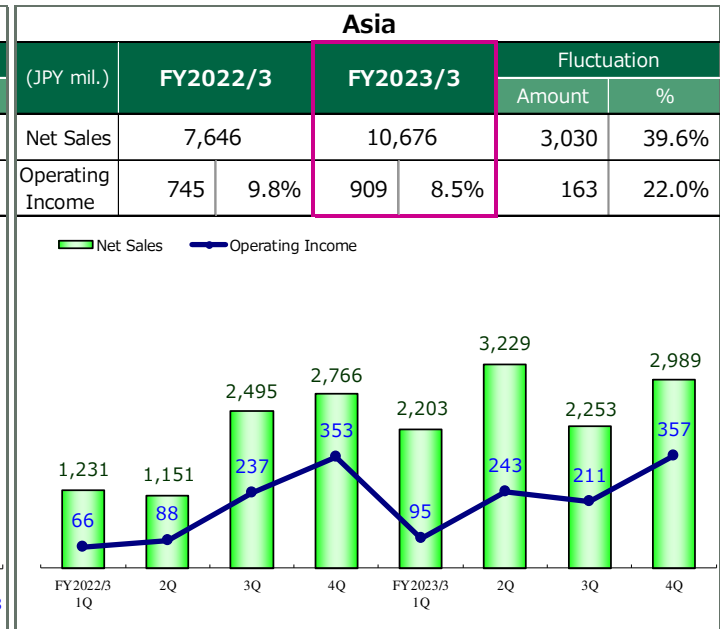 Asia
(JPY mil.) FY2022/3 FY2023/3 Fluctuation
Amount %
Net Sales 7,646 10,676 3,030 39.6%
Operating Income 745 9.8% 909 8.5% 163 22.0%
Net Sales Operating Income
3,229
2,989
2,766
2,495
2,203 2,253
1,231 1,151
353 357
237 243 211
66 88 95
FY2022/3 2Q 3Q 4Q FY2023/3 2Q 3Q 4Q
1Q 1Q